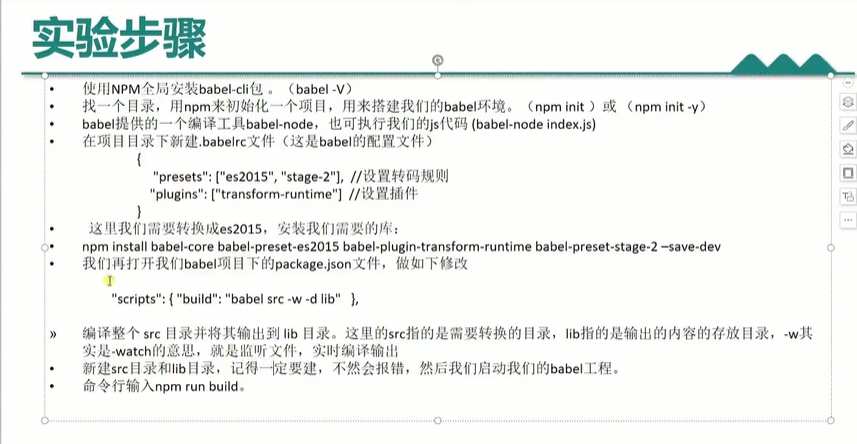 实验步骤
• 使用NPM全局安装babel-cli包 。（babel -V）
• 找一个目录，用npm来初始化一个项目，用来搭建我们的babel环境。（npm init ）或 （npm init -y）
• babel提供的一个编译工具babel-node，也可执行我们的js代码 (babel-node index.js)
• 在项目目录下新建.babelrc文件（这是babel的配置文件）
{
"presets": ["es2015", "stage-2"], //设置转码规则
"plugins": ["transform-runtime"] //设置插件
}
• 这里我们需要转换成es2015，安装我们需要的库：
• npm install babel-core babel-preset-es2015 babel-plugin-transform-runtime babel-preset-stage-2 –save-dev
• 我们再打开我们babel项目下的package.json文件，做如下修改
"scripts": { "build": "babel src -w -d lib" },
» 编译整个 src 目录并将其输出到 lib 目录。这里的src指的是需要转换的目录，lib指的是输出的内容的存放目录，-w其
实是-watch的意思，就是监听文件，实时编译输出
• 新建src目录和lib目录，记得一定要建，不然会报错，然后我们启动我们的babel工程。
• 命令行输入npm run build。